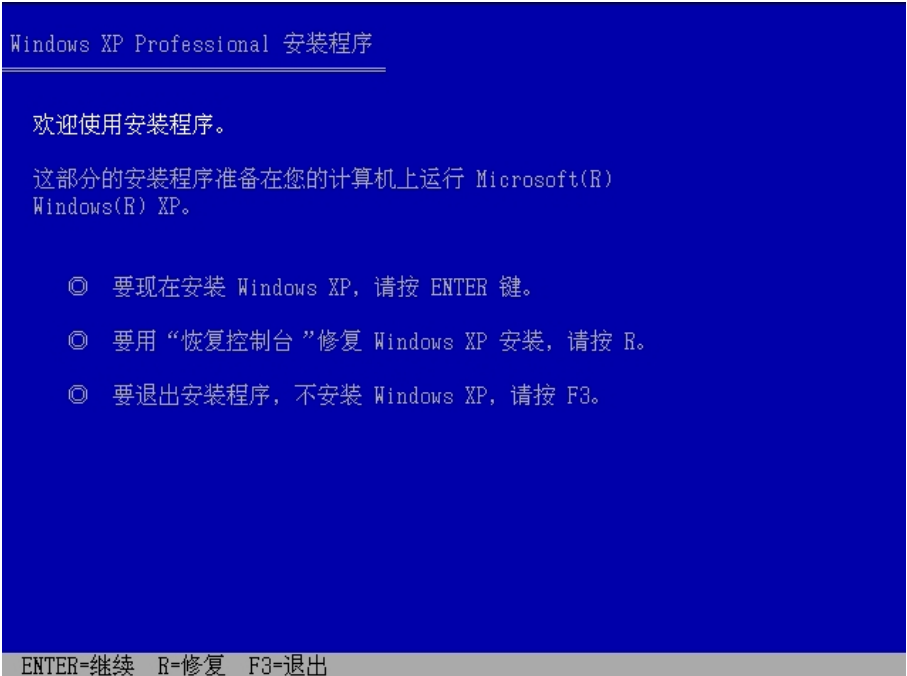 Windows XP Professional 安装程序
欢迎使用安装程序。
这部分的安装程序准备在您的计算机上运行 Microsoft(R)
Windows(R) XP。
◎ 要现在安装 Windows XP，请按 ENTER 键。
◎ 要用“恢复控制台”修复 Windows XP 安装，请按 R。
◎ 要退出安装程序，不安装 Windows XP，请按 F3。
ENTER=继续 R=修复 F3=退出